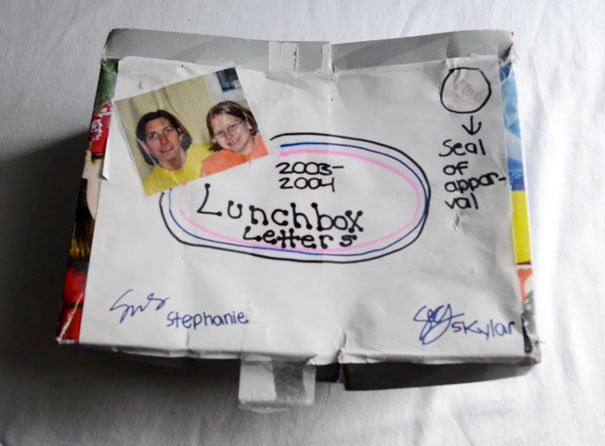 2003-
2004
Lunchbox
Letters
Seal
of
appor-
val
Stephanie
Skylar